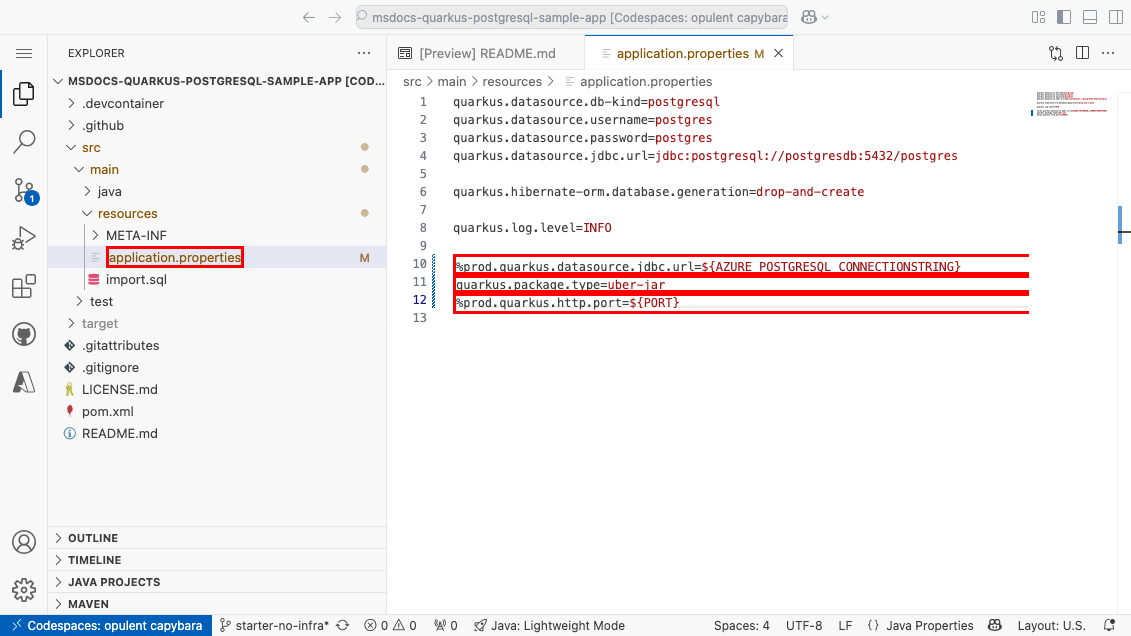 msdocs-quarkus-postgresql-sample-app [Codespaces: opulent capybara
EXPLORER
MSDOCS-QUARKUS-POSTGRESQL-SAMPLE-APP [COD...
.devcontainer
.github
src
main
java
resources
META-INF
application.properties M
import.sql
test
target
.gitattributes
.gitignore
LICENSE.md
pom.xml
README.md
OUTLINE
TIMELINE
JAVA PROJECTS
MAVEN
1
[Preview] README.md
application.properties M
src > main > resources > application.properties
1 quarkus.datasource.db-kind=postgresql
2 quarkus.datasource.username=postgres
3 quarkus.datasource.password=postgres
4 quarkus.datasource.jdbc.url=jdbc:postgresql://postgresdb:5432/postgres
5
6 quarkus.hibernate-orm.database.generation=drop-and-create
7
8 quarkus.log.level=INFO
9
10 %prod.quarkus.datasource.jdbc.url=${AZURE_POSTGRESQL_CONNECTIONSTRING}
11 quarkus.package.type=uber-jar
12 %prod.quarkus.http.port=${PORT}
13
Codespaces: opulent capybara starter-no-infra* 0 0 0 Java: Lightweight Mode Spaces: 4 UTF-8 LF {} Java Properties Layout: U.S.